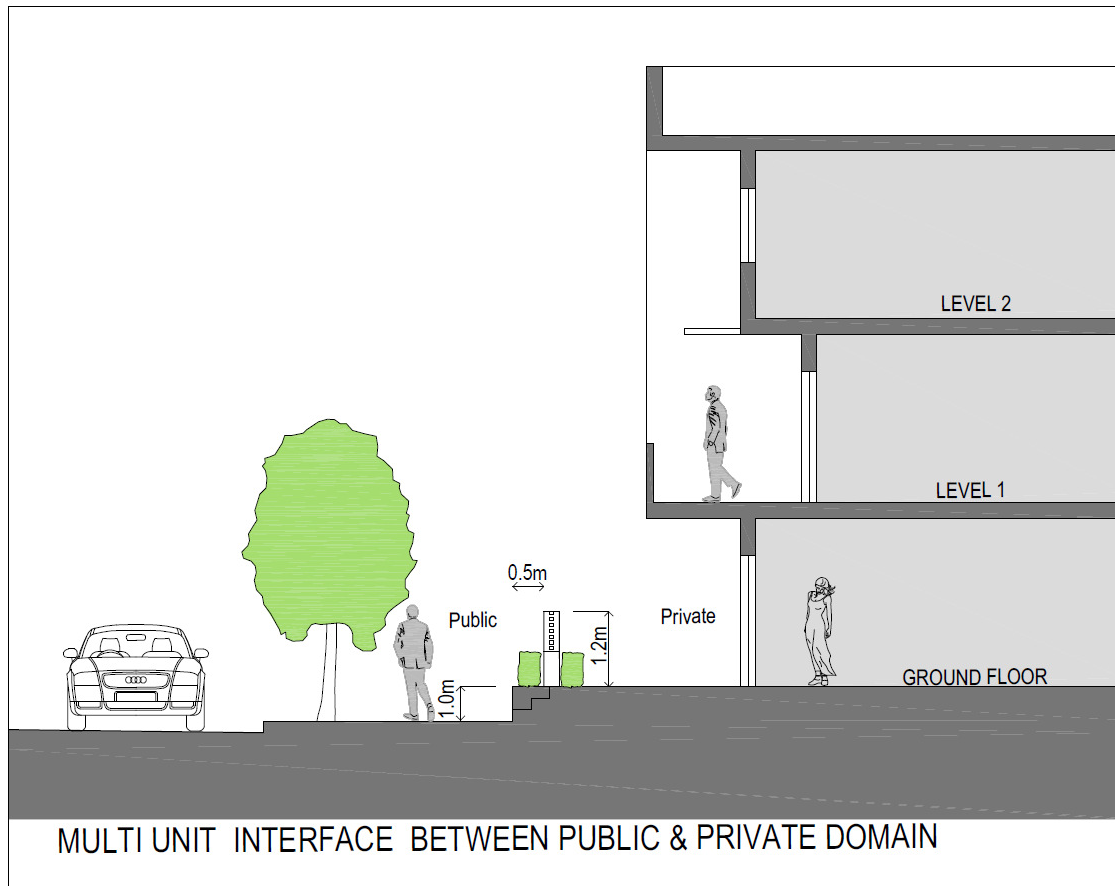 LEVEL 2
LEVEL 1
0.5m
Public
Private
1.2m
1.0m
GROUND FLOOR
MULTI UNIT INTERFACE BETWEEN PUBLIC & PRIVATE DOMAIN